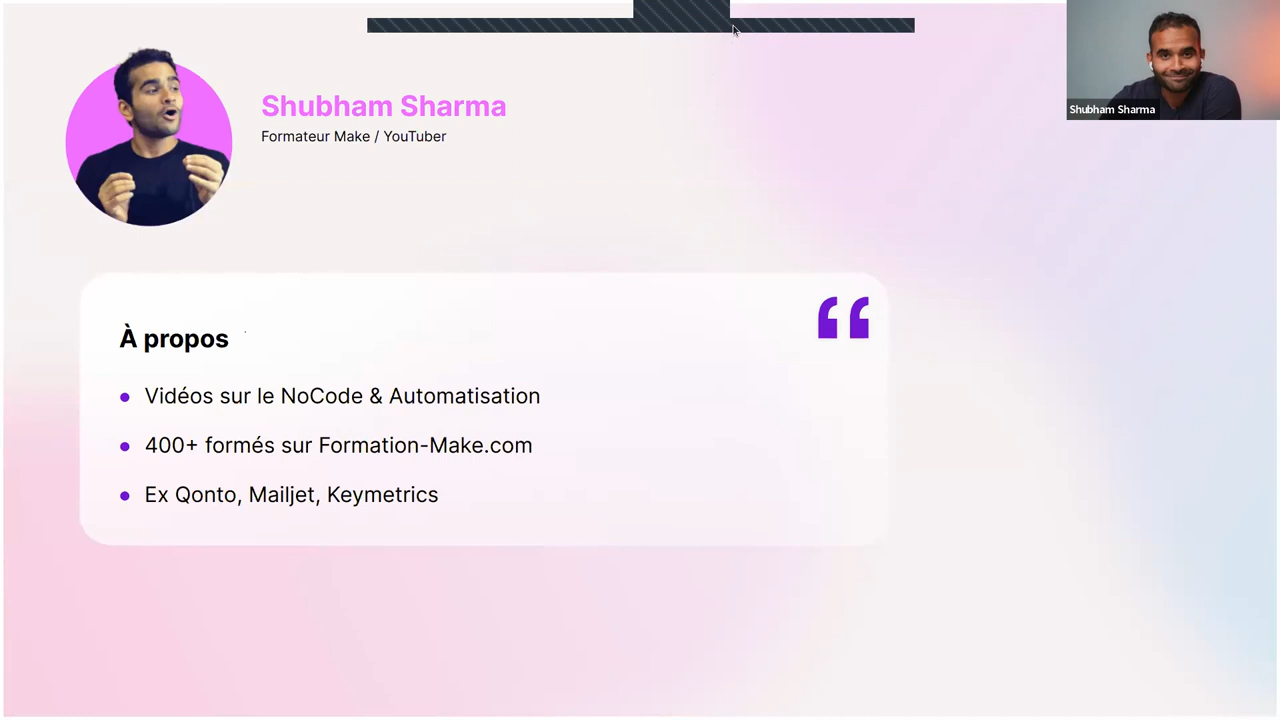 Shubham Sharma
Formateur Make / YouTuber
Shubham Sharma
À propos
Vidéos sur le NoCode & Automatisation
400+ formés sur Formation-Make.com
Ex Qonto, Mailjet, Keymetrics